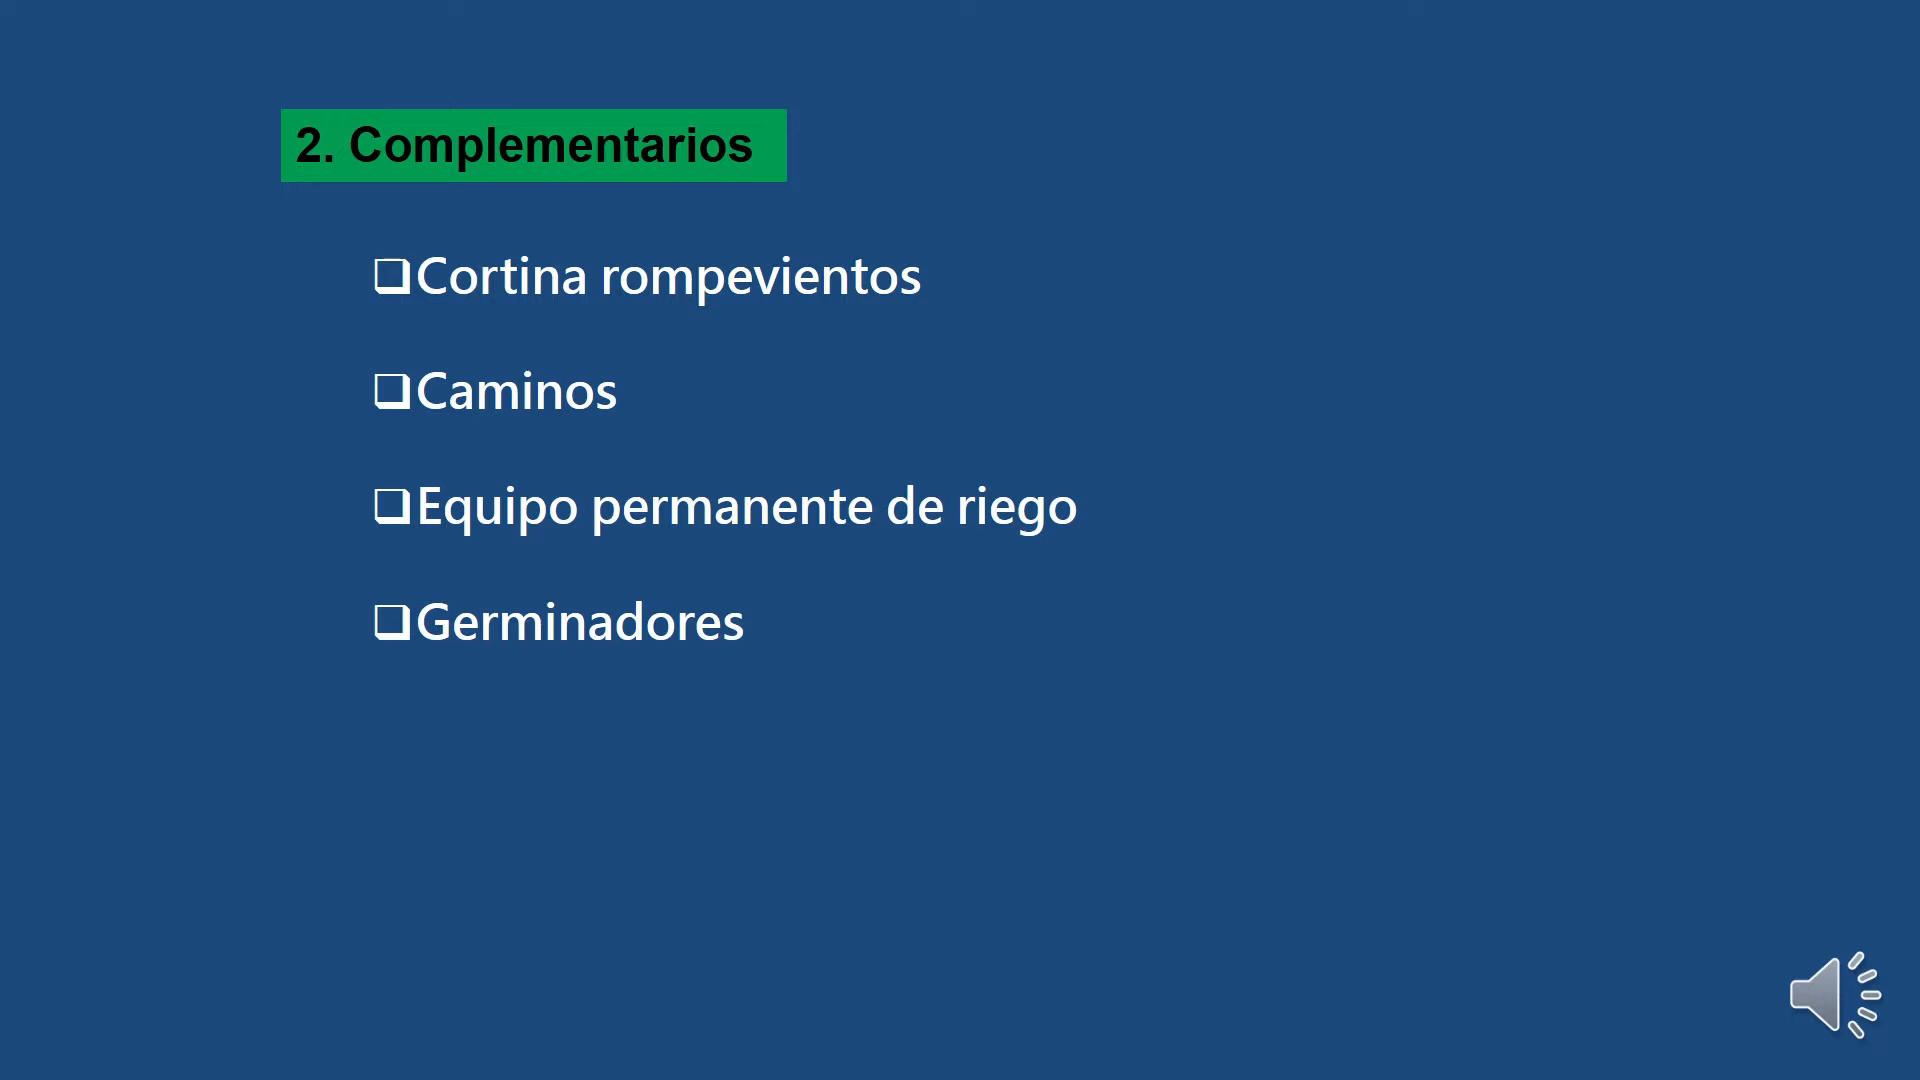 2. Complementarios
❑Cortina rompevientos
❑Caminos
❑Equipo permanente de riego
❑Germinadores